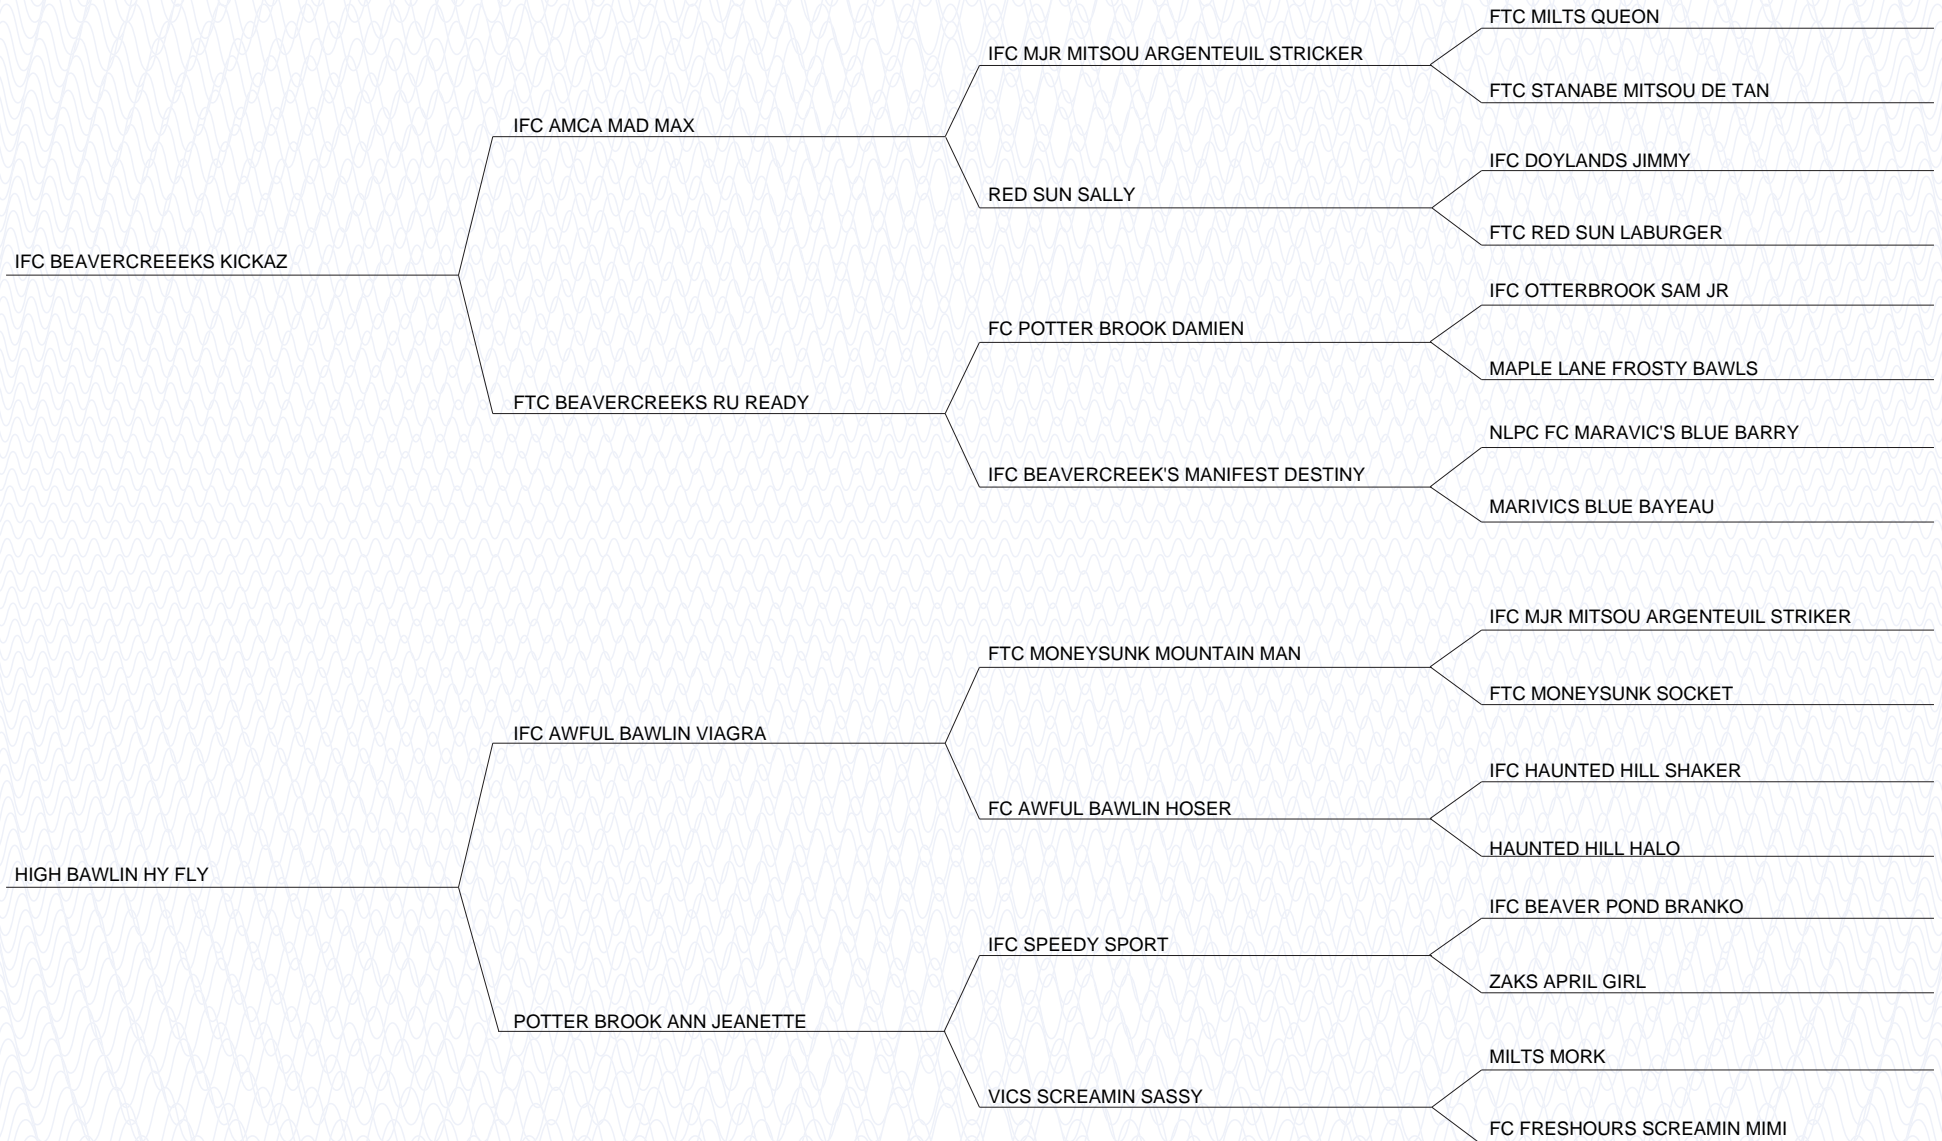 FTC MILTS QUEON
IFC MJR MITSOU ARGENTEUIL STRICKER
FTC STANABE MITSOU DE TAN
IFC AMCA MAD MAX
IFC DOYLANDS JIMMY
RED SUN SALLY
FTC RED SUN LABURGER
IFC BEAVERCREEEKS KICKAZ
IFC OTTERBROOK SAM JR
FC POTTER BROOK DAMIEN
MAPLE LANE FROSTY BAWLS
FTC BEAVERCREEKS RU READY
NLPC FC MARAVIC'S BLUE BARRY
IFC BEAVERCREEK'S MANIFEST DESTINY
MARIVICS BLUE BAYEAU
IFC MJR MITSOU ARGENTEUIL STRIKER
FTC MONEYSUNK MOUNTAIN MAN
FTC MONEYSUNK SOCKET
IFC AWFUL BAWLIN VIAGRA
IFC HAUNTED HILL SHAKER
FC AWFUL BAWLIN HOSER
HAUNTED HILL HALO
HIGH BAWLIN HY FLY
IFC BEAVER POND BRANKO
IFC SPEEDY SPORT
ZAKS APRIL GIRL
POTTER BROOK ANN JEANETTE
MILTS MORK
VICS SCREAMIN SASSY
FC FRESHOURS SCREAMIN MIMI